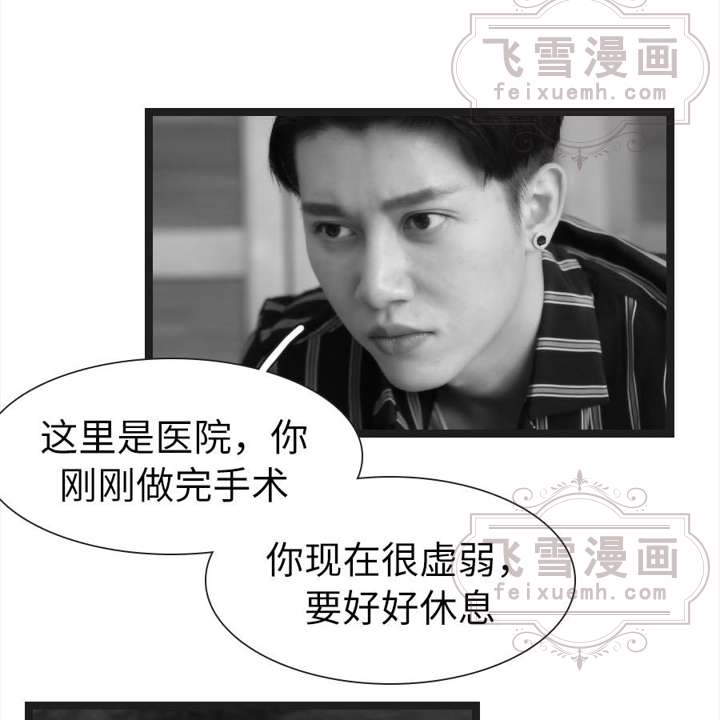 飞雪漫画
feixuemh.com
这里是医院，你
刚刚做完手术
你现在很虚弱，
要好好休息
飞雪漫画
feixuemh.com